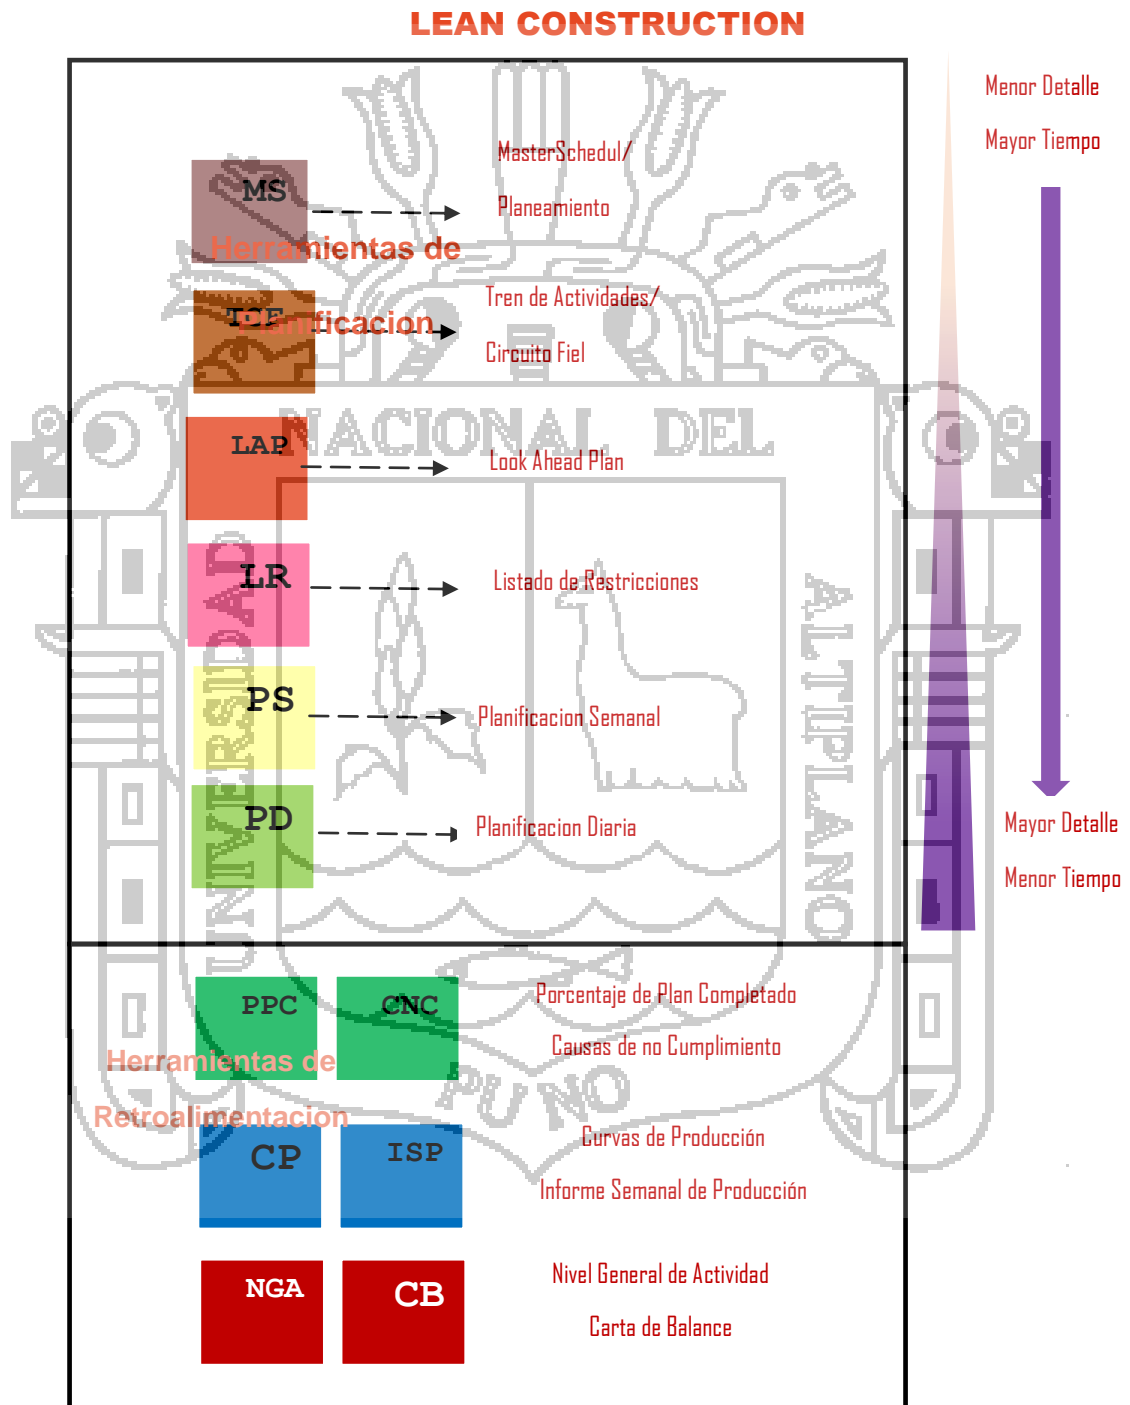 LEAN CONSTRUCTION
Menor Detalle
Mayor Tiempo
MS
MasterSchedul/
Planeamiento
Herramientas de
Planificacion
TCF
Tren de Actividades/
Circuito Fiel
NACIONAL DEL
LAP
Look Ahead Plan
LR
Listado de Restricciones
UNIVERSIDAD
ALTIPLANO
PS
Planificacion Semanal
PD
Planificacion Diaria
Mayor Detalle
Menor Tiempo
PPC
CNC
Porcentaje de Plan Completado
Causas de no Cumplimiento
Herramientas de
Retroalimentacion
PUNO
CP
ISP
Curvas de Producción
Informe Semanal de Producción
NGA
CB
Nivel General de Actividad
Carta de Balance